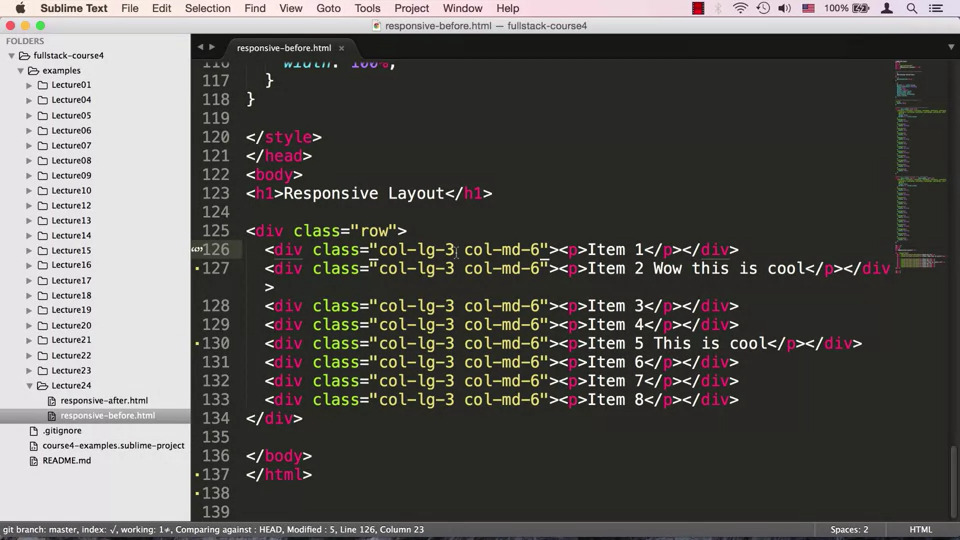 Sublime Text File Edit Selection Find View Goto Tools Project Window Help 100%
responsive-before.html — fullstack-course4
FOLDERS
fullstack-course4
examples
Lecture01
Lecture04
Lecture05
Lecture06
Lecture07
Lecture08
Lecture09
Lecture10
Lecture12
Lecture13
Lecture14
Lecture15
Lecture16
Lecture17
Lecture18
Lecture19
Lecture20
Lecture21
Lecture22
Lecture23
Lecture24
responsive-after.html
responsive-before.html
.gitignore
course4-examples.sublime-project
README.md
responsive-before.html ×
116 width: 100%;
117 }
118 }
119
120 </style>
121 </head>
122 <body>
123 <h1>Responsive Layout</h1>
124
125 <div class="row">
126 <div class="col-lg-3 col-md-6"><p>Item 1</p></div>
127 <div class="col-lg-3 col-md-6"><p>Item 2 Wow this is cool</p></div
>
128 <div class="col-lg-3 col-md-6"><p>Item 3</p></div>
129 <div class="col-lg-3 col-md-6"><p>Item 4</p></div>
130 <div class="col-lg-3 col-md-6"><p>Item 5 This is cool</p></div>
131 <div class="col-lg-3 col-md-6"><p>Item 6</p></div>
132 <div class="col-lg-3 col-md-6"><p>Item 7</p></div>
133 <div class="col-lg-3 col-md-6"><p>Item 8</p></div>
134 </div>
135
136 </body>
137 </html>
138
139
git branch: master, index: √, working: 1≠, Comparing against : HEAD, Modified : 5, Line 126, Column 23 Spaces: 2 HTML